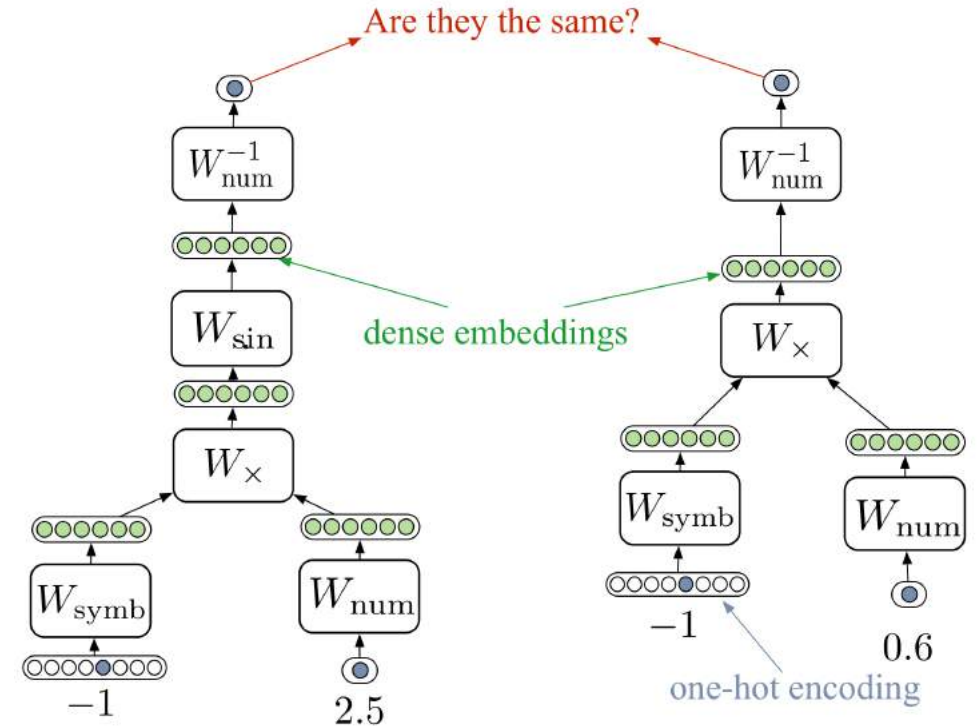 Are they the same?
W_num^{-1}
W_num^{-1}
W_sin
dense embeddings
W_×
W_×
W_symb
W_num
W_symb
W_num
−1
2.5
−1
0.6
one-hot encoding